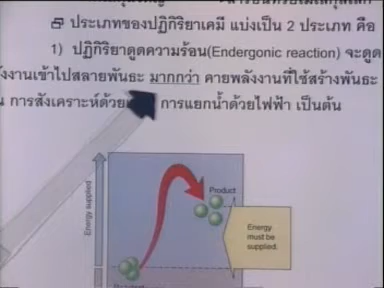 ประเภทของปฏิกิริยาเคมี แบ่งเป็น 2 ประเภท คือ
1) ปฏิกิริยาดูดความร้อน(Endergonic reaction) จะดูด
งานเข้าไปสลายพันธะ มากกว่า คายพลังงานที่ใช้สร้างพันธะ
การสังเคราะห์ด้วย การแยกน้ำด้วยไฟฟ้า เป็นต้น
Product
Energy supplied
Energy
must be
supplied.